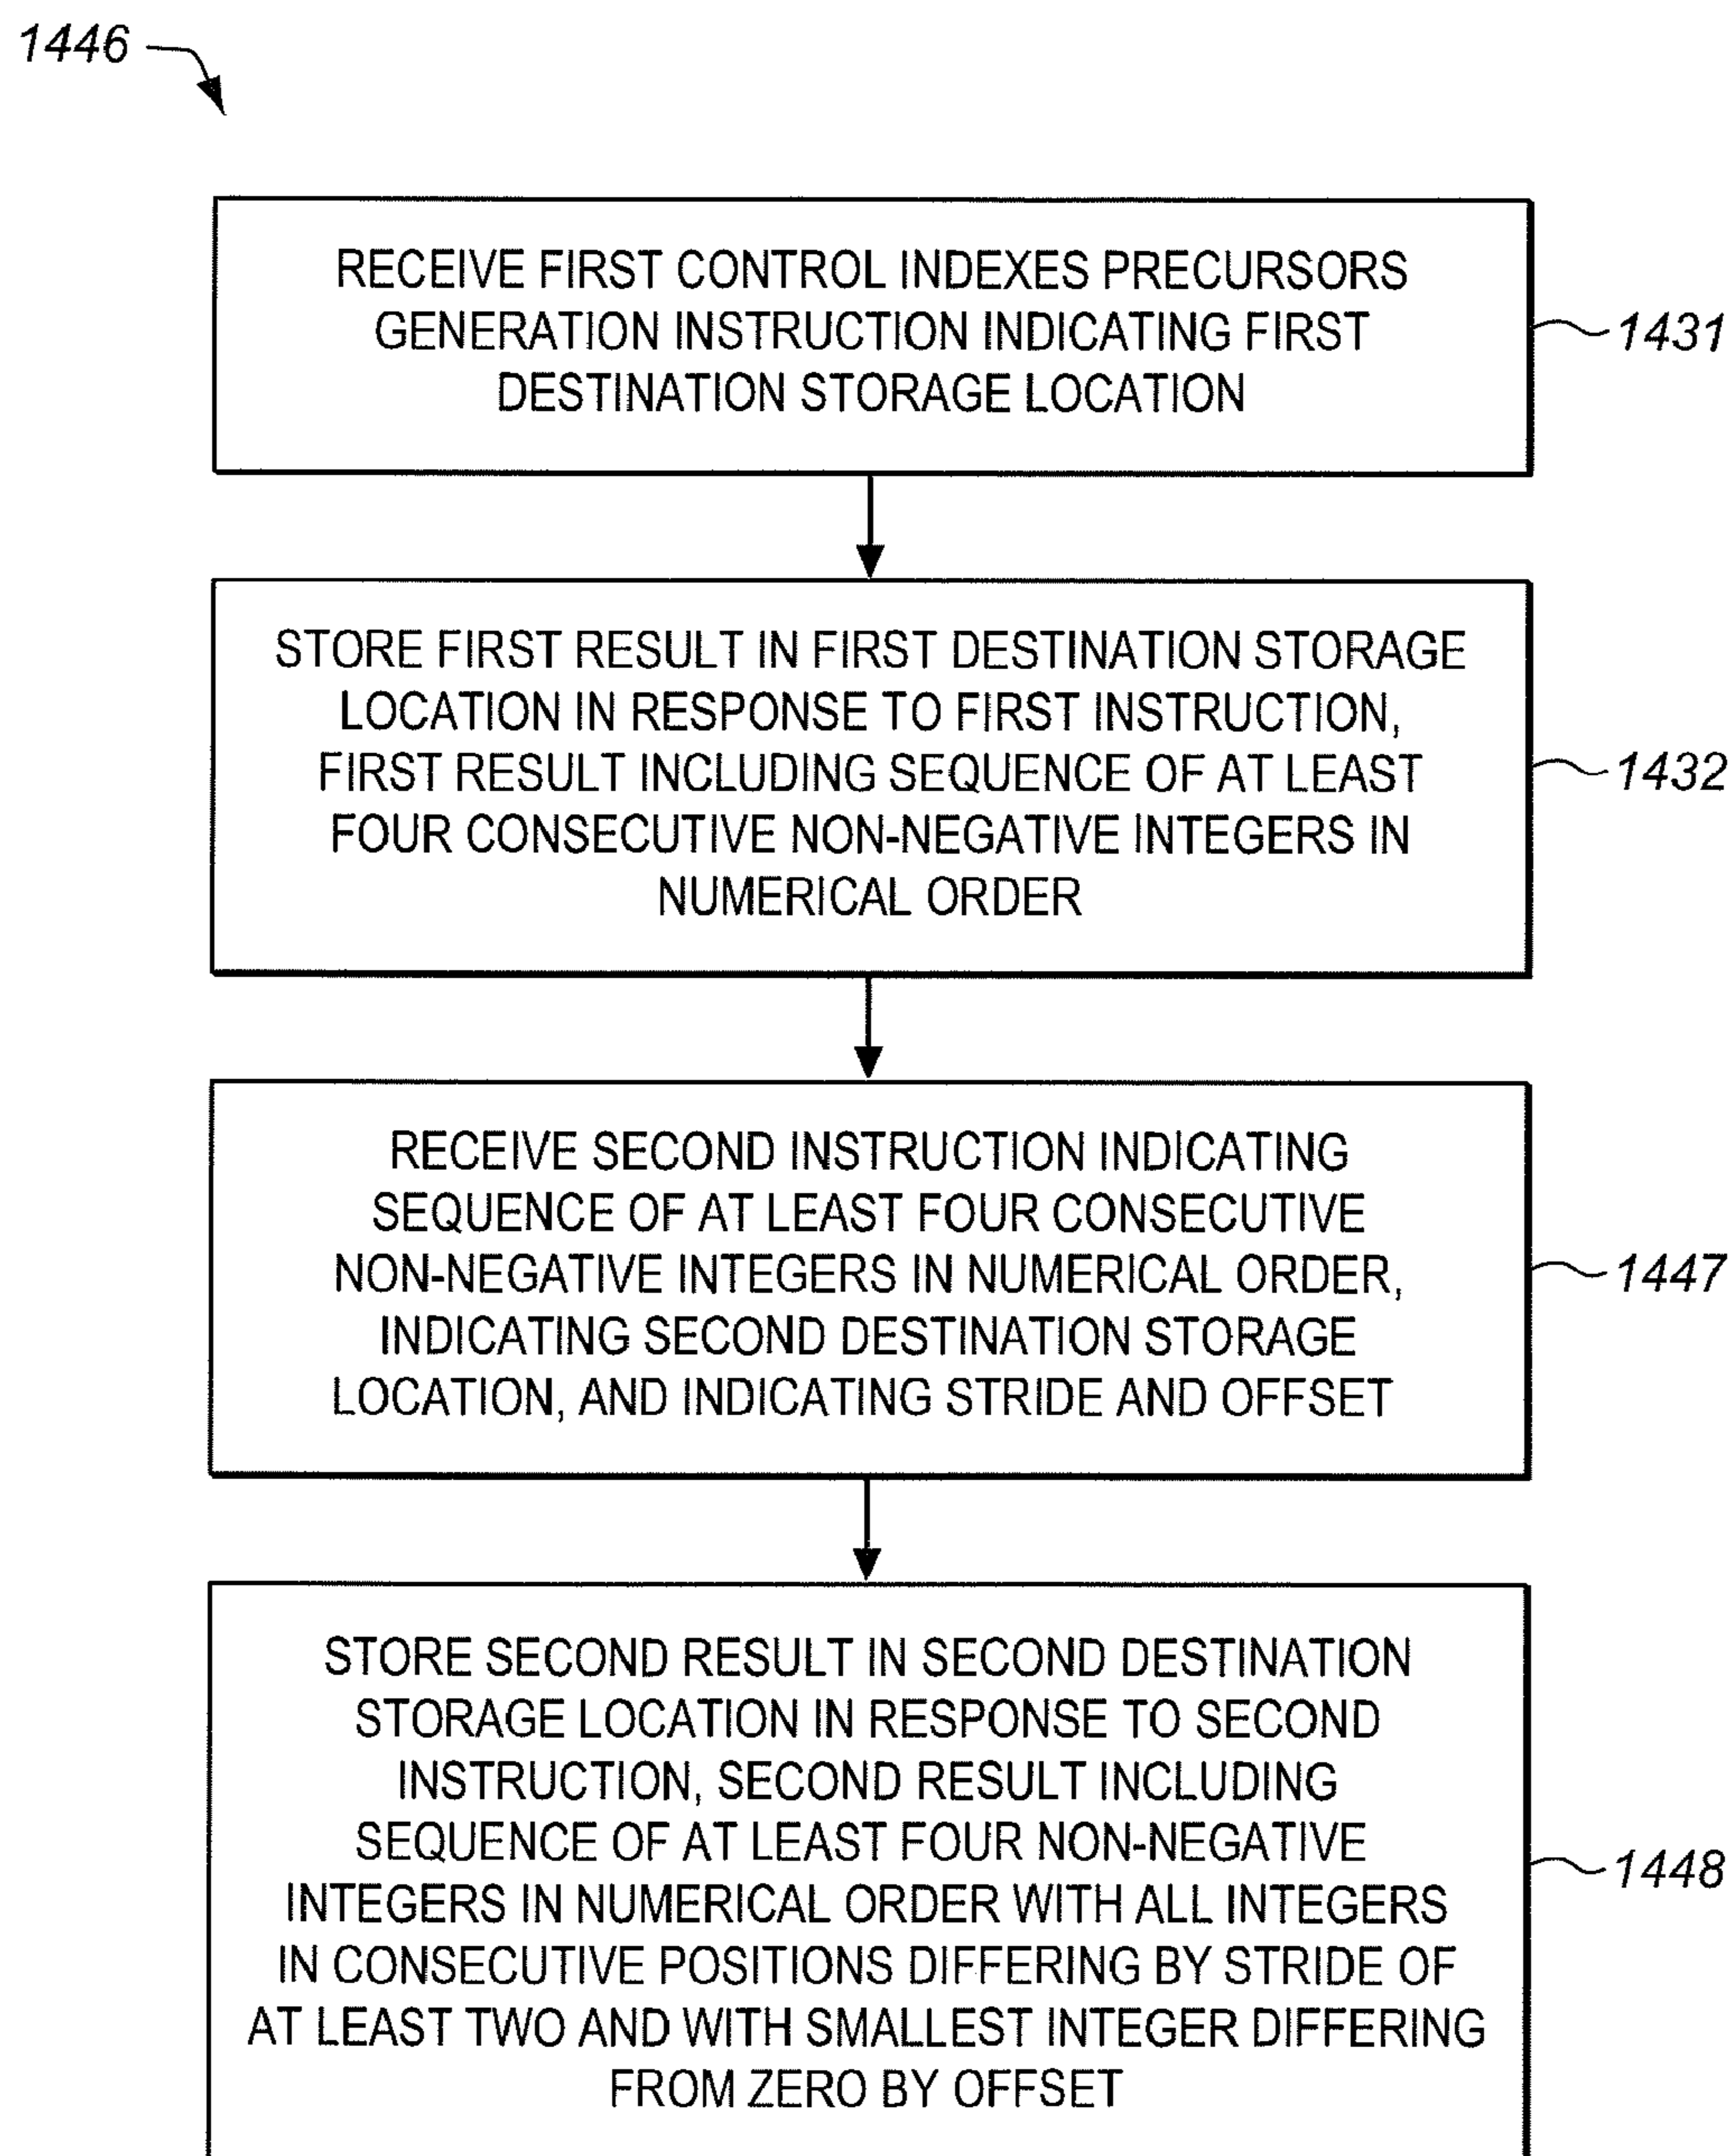 1446
RECEIVE FIRST CONTROL INDEXES PRECURSORS
GENERATION INSTRUCTION INDICATING FIRST
DESTINATION STORAGE LOCATION
1431
STORE FIRST RESULT IN FIRST DESTINATION STORAGE
LOCATION IN RESPONSE TO FIRST INSTRUCTION,
FIRST RESULT INCLUDING SEQUENCE OF AT LEAST
FOUR CONSECUTIVE NON-NEGATIVE INTEGERS IN
NUMERICAL ORDER
1432
RECEIVE SECOND INSTRUCTION INDICATING
SEQUENCE OF AT LEAST FOUR CONSECUTIVE
NON-NEGATIVE INTEGERS IN NUMERICAL ORDER,
INDICATING SECOND DESTINATION STORAGE
LOCATION, AND INDICATING STRIDE AND OFFSET
1447
STORE SECOND RESULT IN SECOND DESTINATION
STORAGE LOCATION IN RESPONSE TO SECOND
INSTRUCTION, SECOND RESULT INCLUDING
SEQUENCE OF AT LEAST FOUR NON-NEGATIVE
INTEGERS IN NUMERICAL ORDER WITH ALL INTEGERS
IN CONSECUTIVE POSITIONS DIFFERING BY STRIDE OF
AT LEAST TWO AND WITH SMALLEST INTEGER DIFFERING
FROM ZERO BY OFFSET
1448